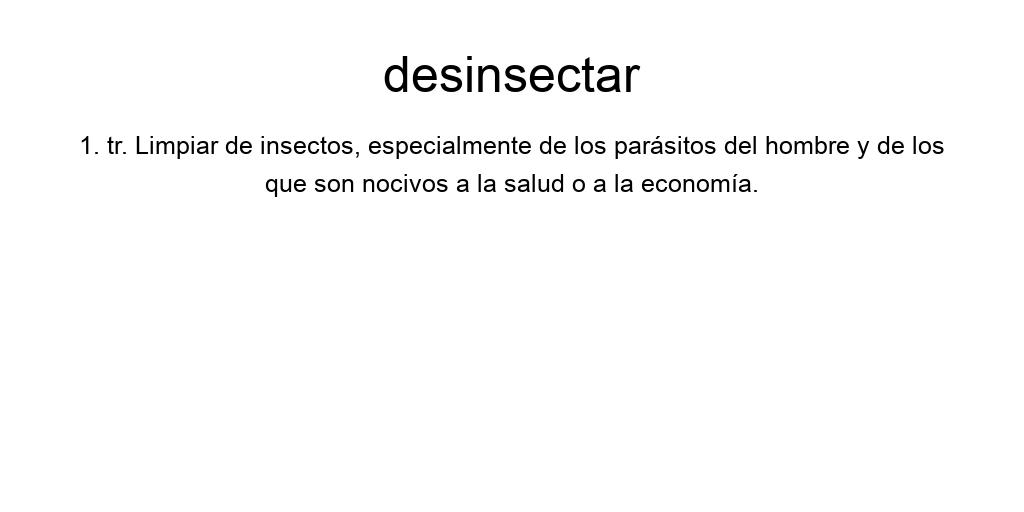 desinsectar
1. tr. Limpiar de insectos, especialmente de los parásitos del hombre y de los
que son nocivos a la salud o a la economía.